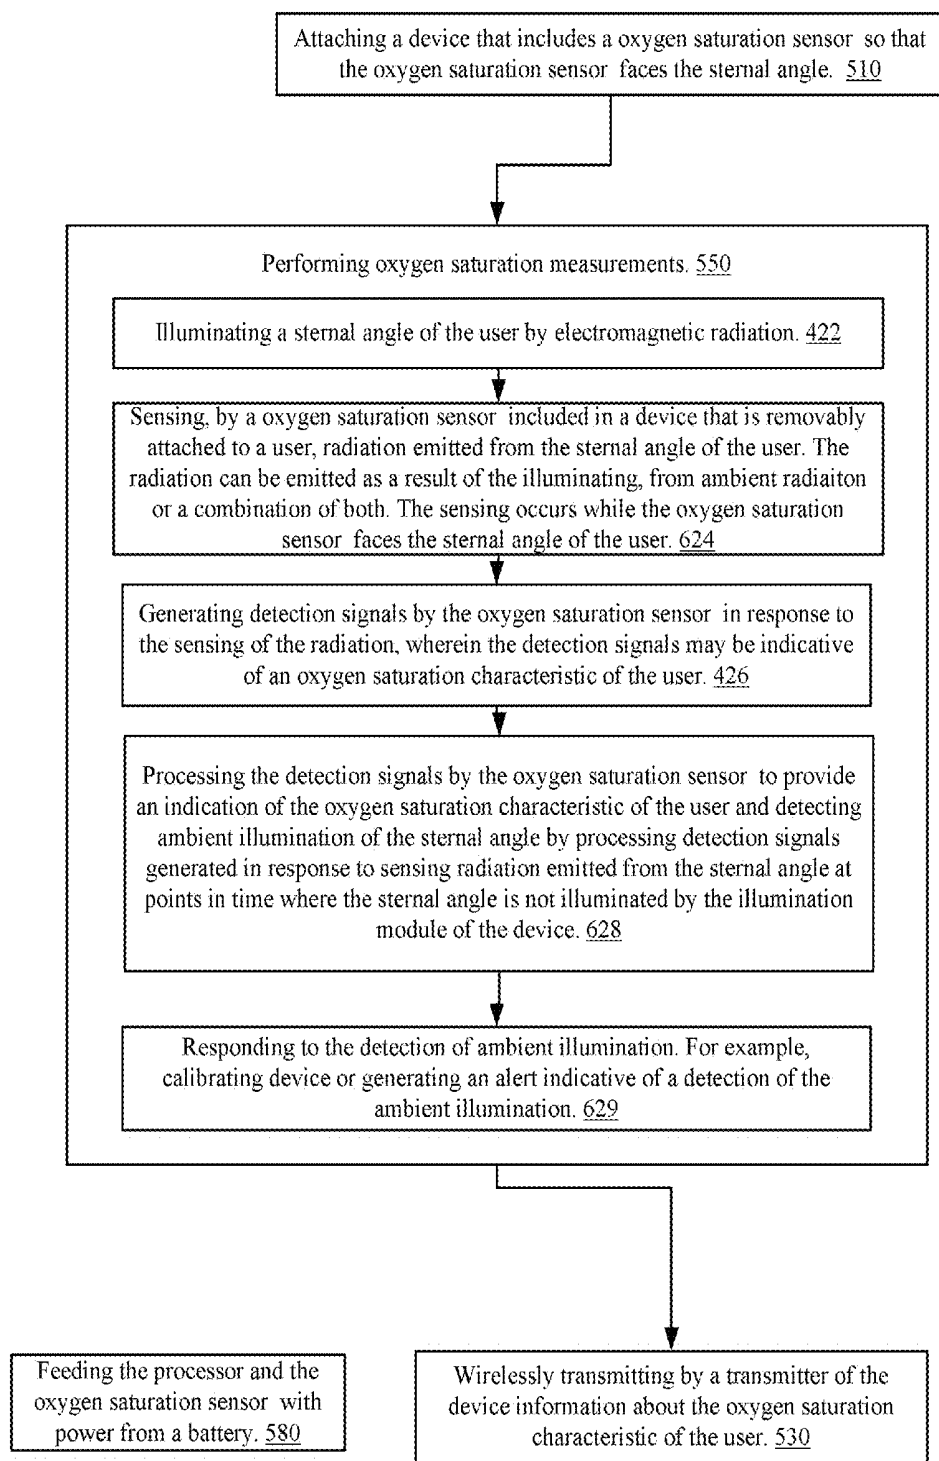 Attaching a device that includes a oxygen saturation sensor so that
the oxygen saturation sensor faces the sternal angle. 510
Performing oxygen saturation measurements. 550
Illuminating a sternal angle of the user by electromagnetic radiation. 422
Sensing, by a oxygen saturation sensor included in a device that is removably
attached to a user, radiation emitted from the sternal angle of the user. The
radiation can be emitted as a result of the illuminating, from ambient radiaiton
or a combination of both. The sensing occurs while the oxygen saturation
sensor faces the sternal angle of the user. 624
Generating detection signals by the oxygen saturation sensor in response to
the sensing of the radiation, wherein the detection signals may be indicative
of an oxygen saturation characteristic of the user. 426
Processing the detection signals by the oxygen saturation sensor to provide
an indication of the oxygen saturation characteristic of the user and detecting
ambient illumination of the sternal angle by processing detection signals
generated in response to sensing radiation emitted from the sternal angle at
points in time where the sternal angle is not illuminated by the illumination
module of the device. 628
Responding to the detection of ambient illumination. For example,
calibrating device or generating an alert indicative of a detection of the
ambient illumination. 629
Feeding the processor and the
oxygen saturation sensor with
power from a battery. 580
Wirelessly transmitting by a transmitter of the
device information about the oxygen saturation
characteristic of the user. 530